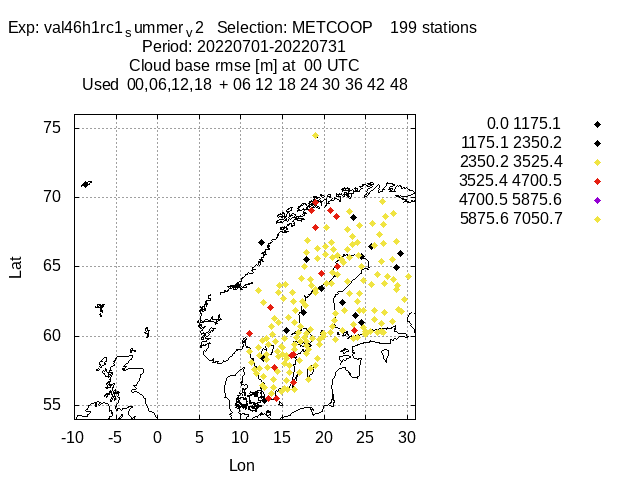 Exp: val46h1rc1summerv2   Selection: METCOOP    199 stations
Period: 20220701-20220731
Cloud base rmse [m] at  00 UTC
Used  00,06,12,18  + 06 12 18 24 30 36 42 48
0.0 1175.1
1175.1 2350.2
2350.2 3525.4
3525.4 4700.5
4700.5 5875.6
5875.6 7050.7
75
70
65
60
55
Lat
-10 -5 0 5 10 15 20 25 30
Lon